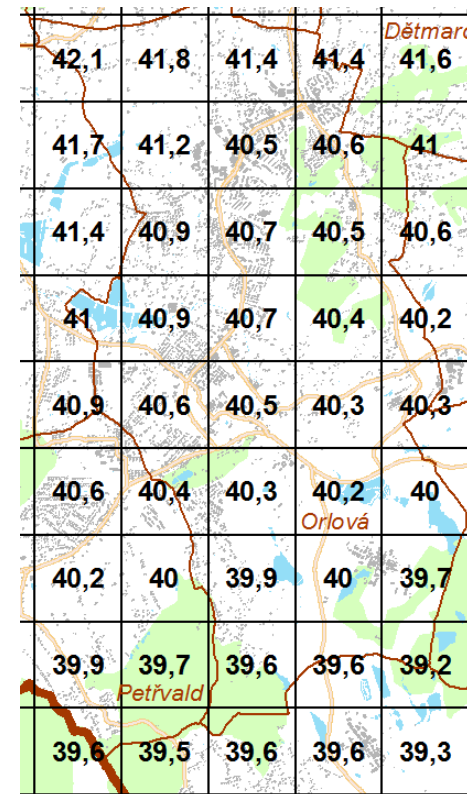 Dětmarc
42,1 41,8 41,4 41,4 41,6
41,7 41,2 40,5 40,6 41
41,4 40,9 40,7 40,5 40,6
41 40,9 40,7 40,4 40,2
40,9 40,6 40,5 40,3 40,3
40,6 40,4 40,3 40,2 40
Orlová
40,2 40 39,9 40 39,7
39,9 39,7 39,6 39,6 39,2
Petřvald
39,6 39,5 39,6 39,6 39,3